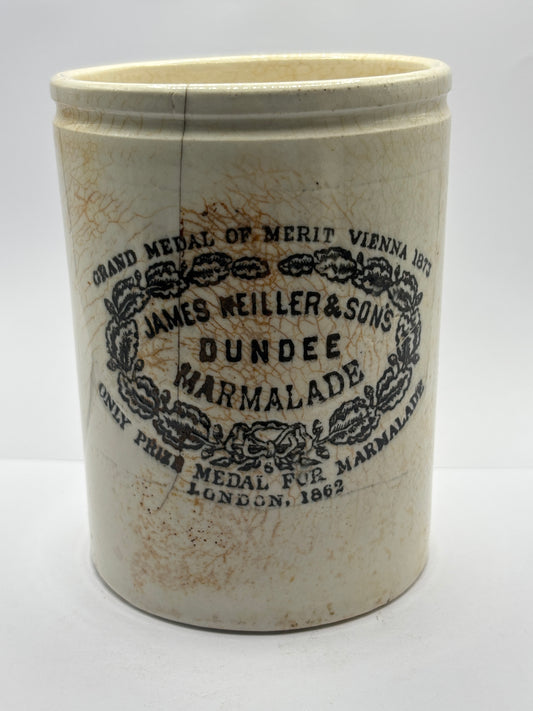 GRAND MEDAL OF MERIT VIENNA 1873
JAMES KEILLER & SONS
DUNDEE
MARMALADE
ONLY PRIZE MEDAL FOR MARMALADE
LONDON, 1862